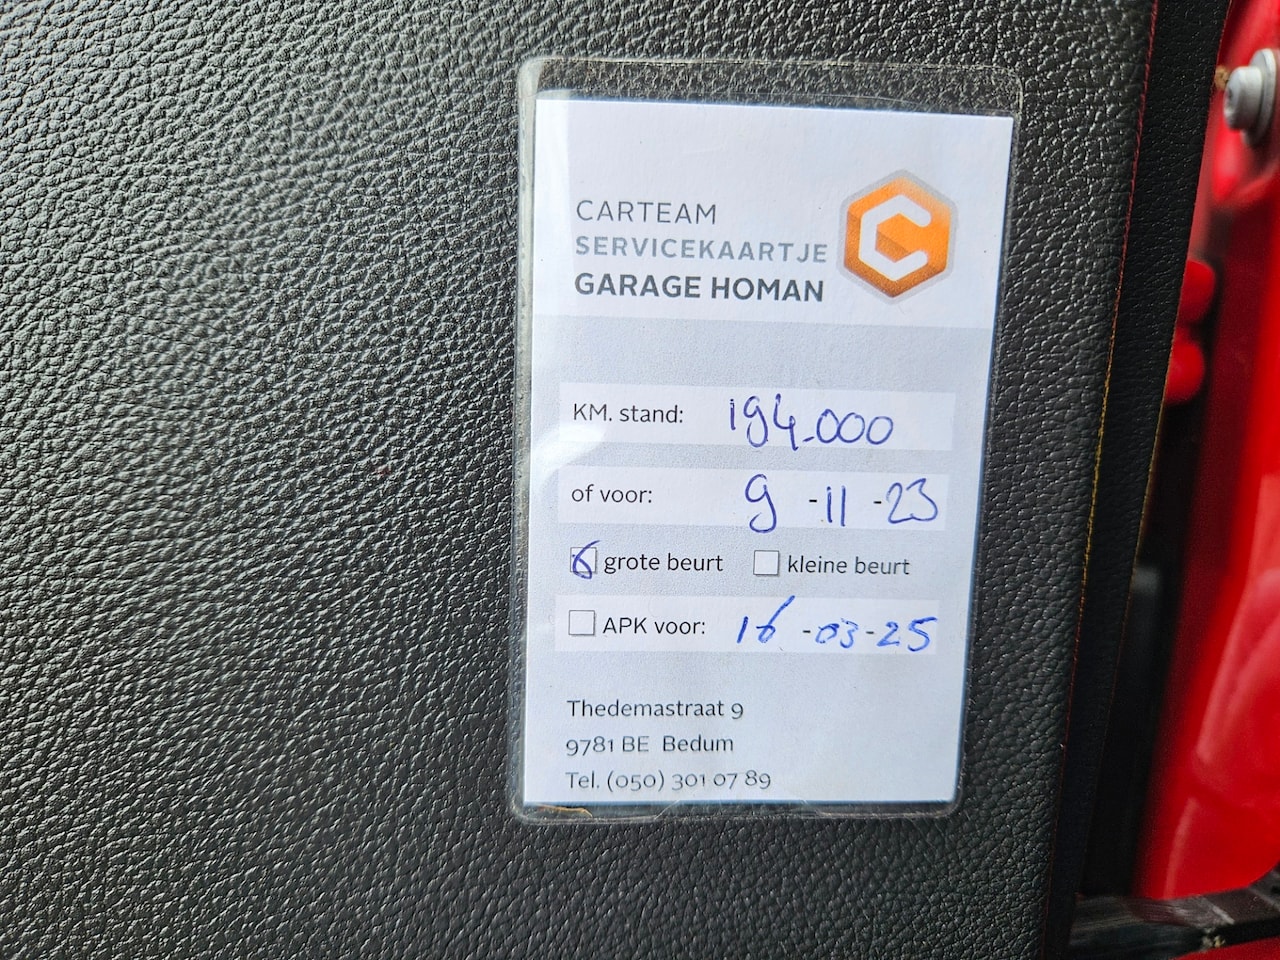 CARTEAM
SERVICEKAARTJE
GARAGE HOMAN
KM. stand: 194.000
of voor: 9-11-23
grote beurt kleine beurt
APK voor: 16-03-25
Thedemastraat 9
9781 BE Bedum
Tel. (050) 301 07 89